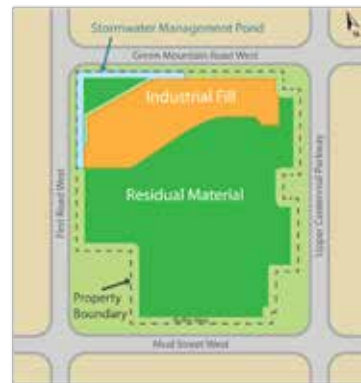 Stormwater Management Pond
Green Mountain Road West
Industrial Fill
First Road West
Residual Material
Upper Centennial Parkway
Property
Boundary
Mud Street West